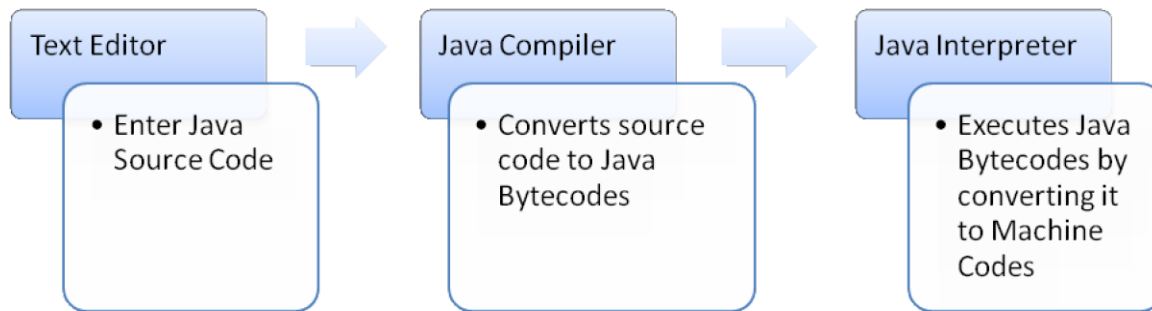 Text Editor
• Enter Java
Source Code
Java Compiler
• Converts source
code to Java
Bytecodes
Java Interpreter
• Executes Java
Bytecodes by
converting it
to Machine
Codes